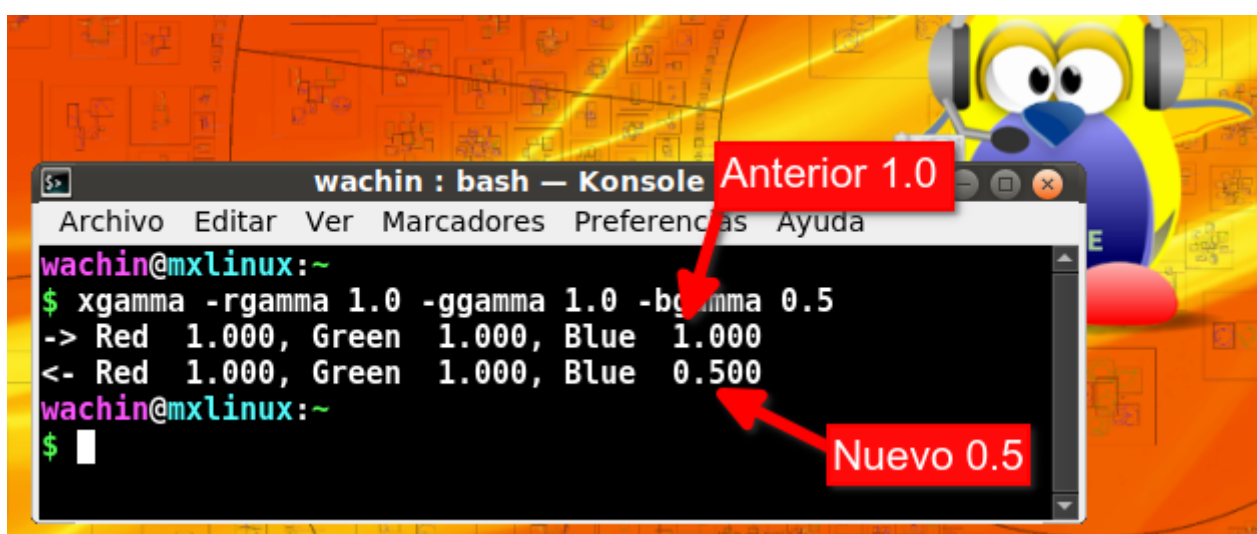 wachin : bash — Konsole
Anterior 1.0
Archivo Editar Ver Marcadores Preferencias Ayuda
E
wachin@mxlinux:~
$ xgamma -rgamma 1.0 -ggamma 1.0 -bgamma 0.5
-> Red 1.000, Green 1.000, Blue 1.000
<- Red 1.000, Green 1.000, Blue 0.500
wachin@mxlinux:~
$
Nuevo 0.5